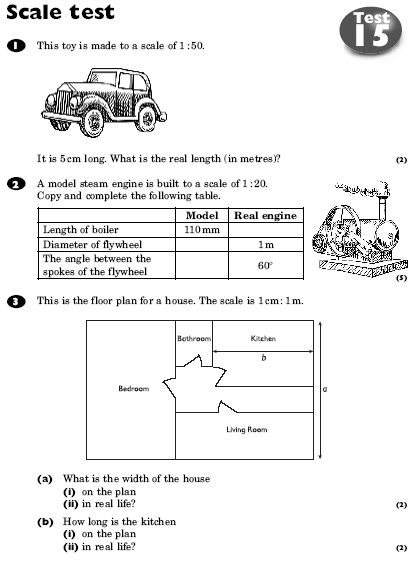 Scale test
Test
15
1 This toy is made to a scale of 1:50.
It is 5 cm long. What is the real length (in metres)? (2)
2 A model steam engine is built to a scale of 1:20.
Copy and complete the following table.
Model Real engine
Length of boiler 110 mm
Diameter of flywheel 1 m
The angle between the
spokes of the flywheel 60°
(5)
3 This is the floor plan for a house. The scale is 1 cm: 1 m.
Bathroom Kitchen
b
Bedroom a
Living Room
(a) What is the width of the house
(i) on the plan
(ii) in real life? (2)
(b) How long is the kitchen
(i) on the plan
(ii) in real life? (2)